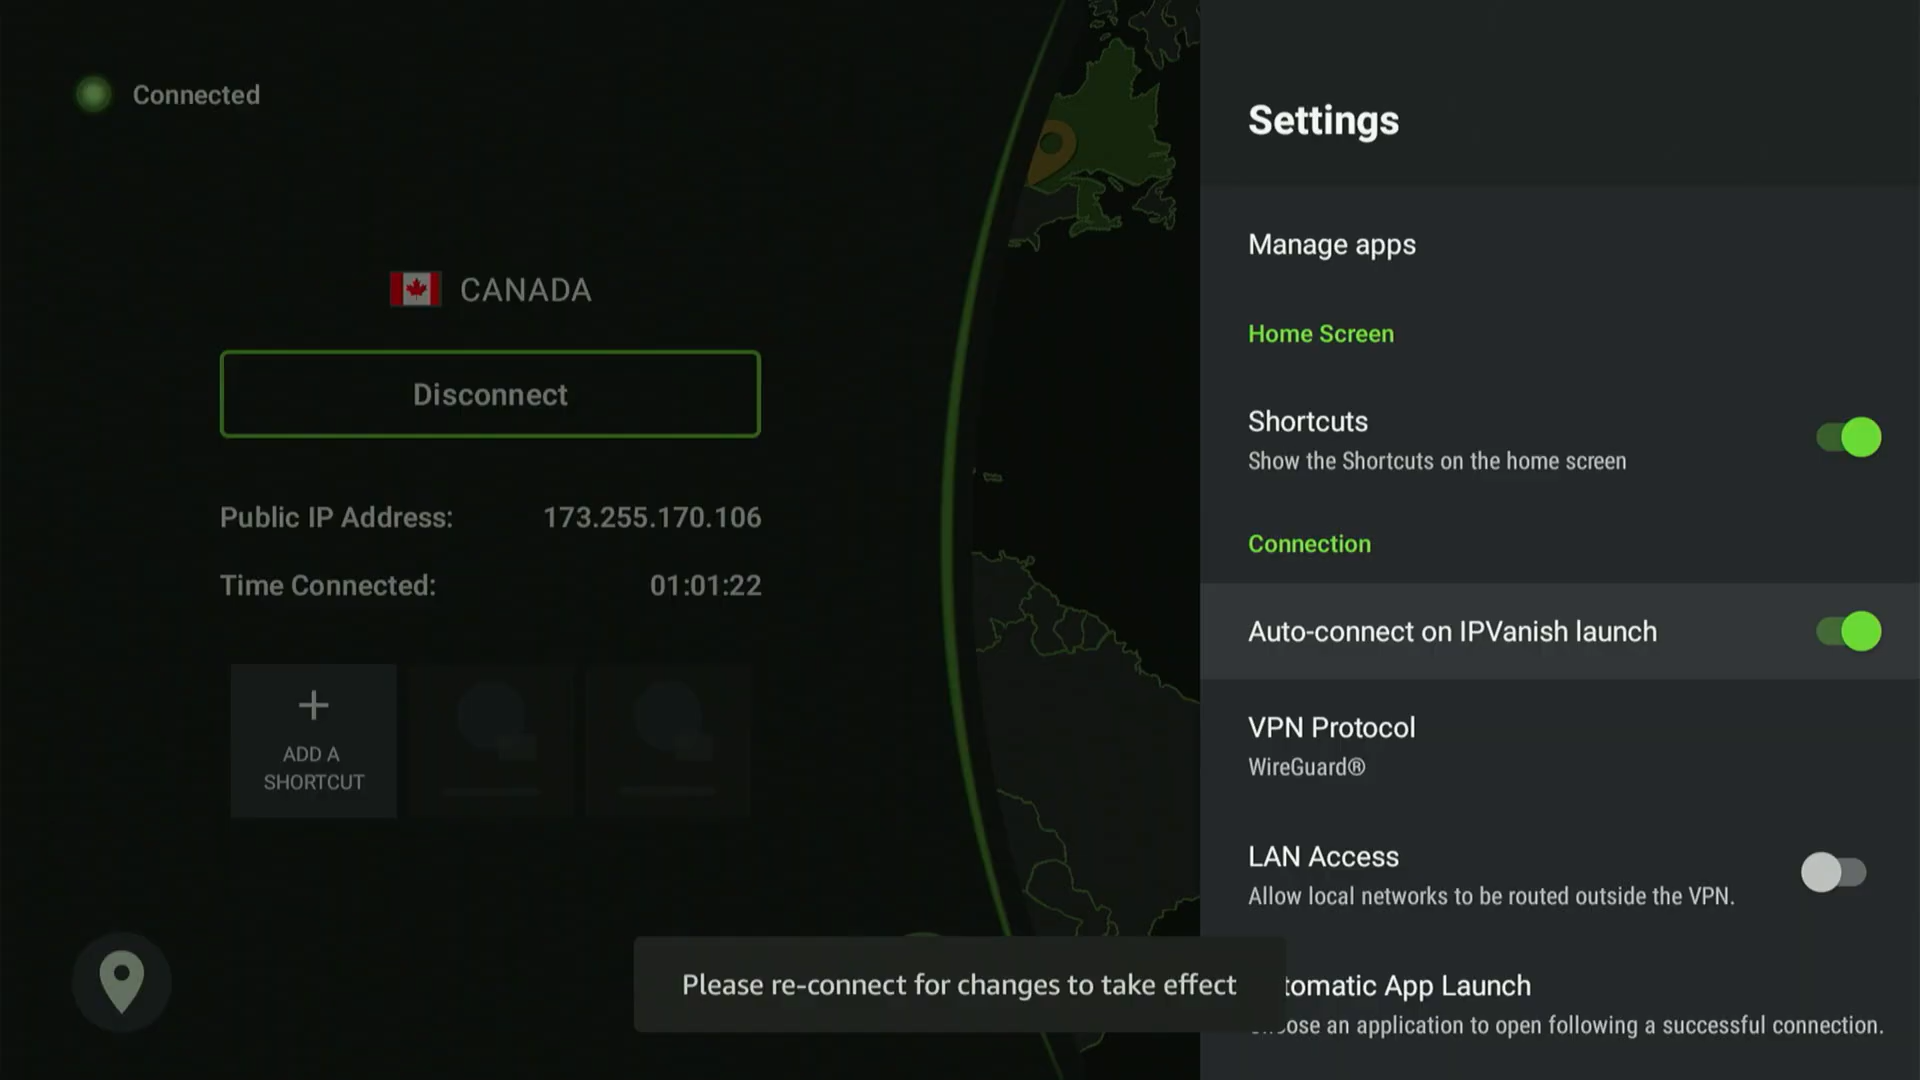 Connected
CANADA
Disconnect
Public IP Address: 173.255.170.106
Time Connected: 01:01:22
+
ADD A
SHORTCUT
Settings
Manage apps
Home Screen
Shortcuts
Show the Shortcuts on the home screen
Connection
Auto-connect on IPVanish launch
VPN Protocol
WireGuard®
LAN Access
Allow local networks to be routed outside the VPN.
tomatic App Launch
ose an application to open following a successful connection.
Please re-connect for changes to take effect